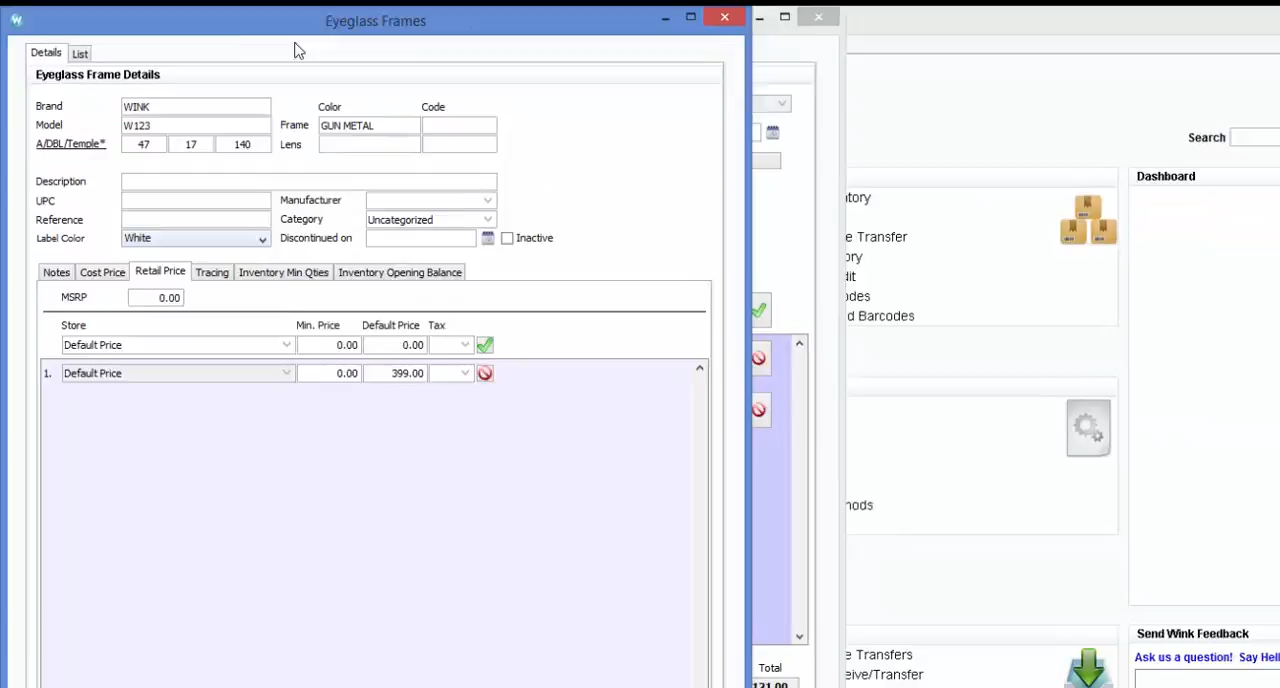 Eyeglass Frames
Details
List
Eyeglass Frame Details
Brand
WINK
Color
Code
Model
W123
Frame
GUN METAL
A/DBL/Temple*
47
17
140
Lens
Description
UPC
Manufacturer
Reference
Category
Uncategorized
Label Color
White
Discontinued on
Inactive
Notes
Cost Price
Retail Price
Tracing
Inventory Min Qties
Inventory Opening Balance
MSRP
0.00
Store
Min. Price
Default Price
Tax
Default Price
0.00
0.00
1.
Default Price
0.00
399.00
Total
Search
Dashboard
tory
e Transfer
ory
dit
odes
d Barcodes
nods
e Transfers
eive/Transfer
Send Wink Feedback
Ask us a question! Say Hell